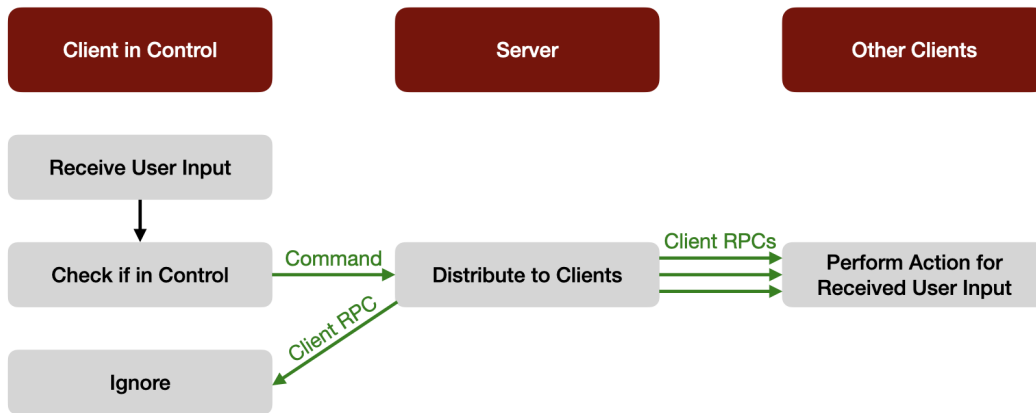 Client in Control
Server
Other Clients
Receive User Input
Check if in Control
Command
Distribute to Clients
Client RPCs
Perform Action for
Received User Input
Client RPC
Ignore